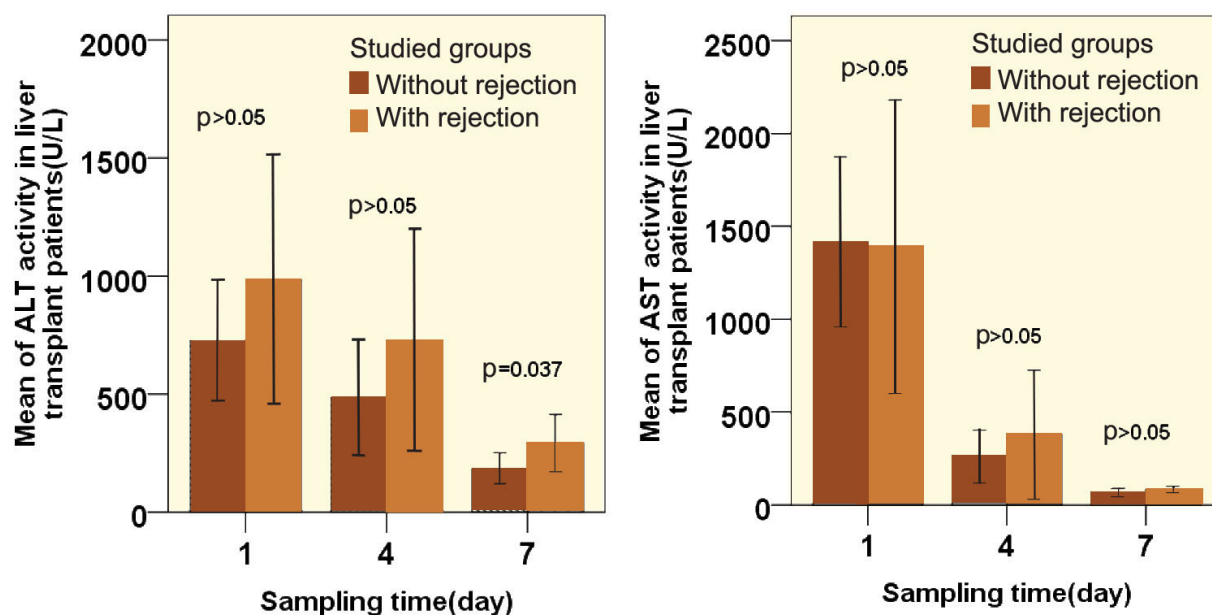 Mean of ALT activity in liver
transplant patients(U/L)
2000
1500
1000
500
0
Studied groups
Without rejection
With rejection
p>0.05
p>0.05
p=0.037
1
4
7
Sampling time(day)
Mean of AST activity in liver
transplant patients(U/L)
2500
2000
1500
1000
500
0
Studied groups
Without rejection
With rejection
p>0.05
p>0.05
p>0.05
1
4
7
Sampling time(day)